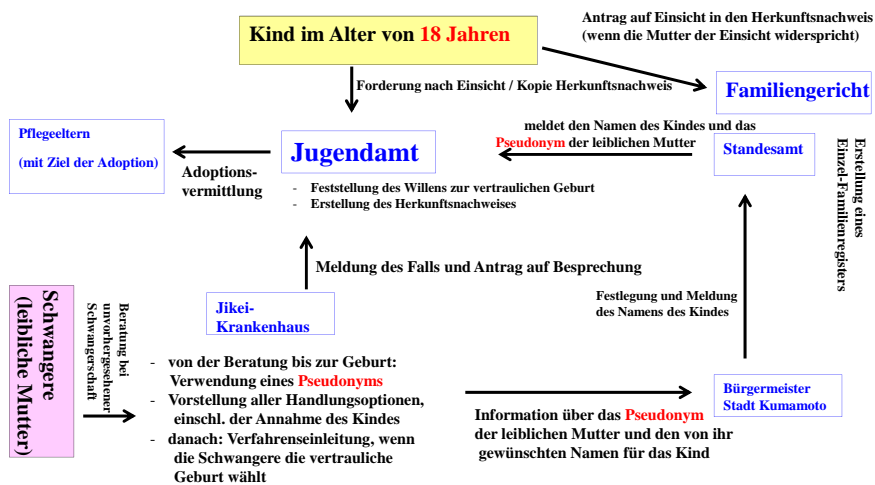 Kind im Alter von 18 Jahren
Antrag auf Einsicht in den Herkunftsnachweis
(wenn die Mutter der Einsicht widerspricht)
Forderung nach Einsicht / Kopie Herkunftsnachweis
Familiengericht
Pflegeeltern
(mit Ziel der Adoption)
Adoptions-
vermittlung
Jugendamt
meldet den Namen des Kindes und das
Pseudonym der leiblichen Mutter
Standesamt
Erstellung eines
Einzel-Familienregisters
- Feststellung des Willens zur vertraulichen Geburt
- Erstellung des Herkunftsnachweises
Meldung des Falls und Antrag auf Besprechung
Jikei-
Krankenhaus
Festlegung und Meldung
des Namens des Kindes
Schwangere
(leibliche Mutter)
Beratung bei
unvorhergesehener
Schwangerschaft
- von der Beratung bis zur Geburt:
Verwendung eines Pseudonyms
- Vorstellung aller Handlungsoptionen,
einschl. der Annahme des Kindes
- danach: Verfahrenseinleitung, wenn
die Schwangere die vertrauliche
Geburt wählt
Information über das Pseudonym
der leiblichen Mutter und den von ihr
gewünschten Namen für das Kind
Bürgermeister
Stadt Kumamoto